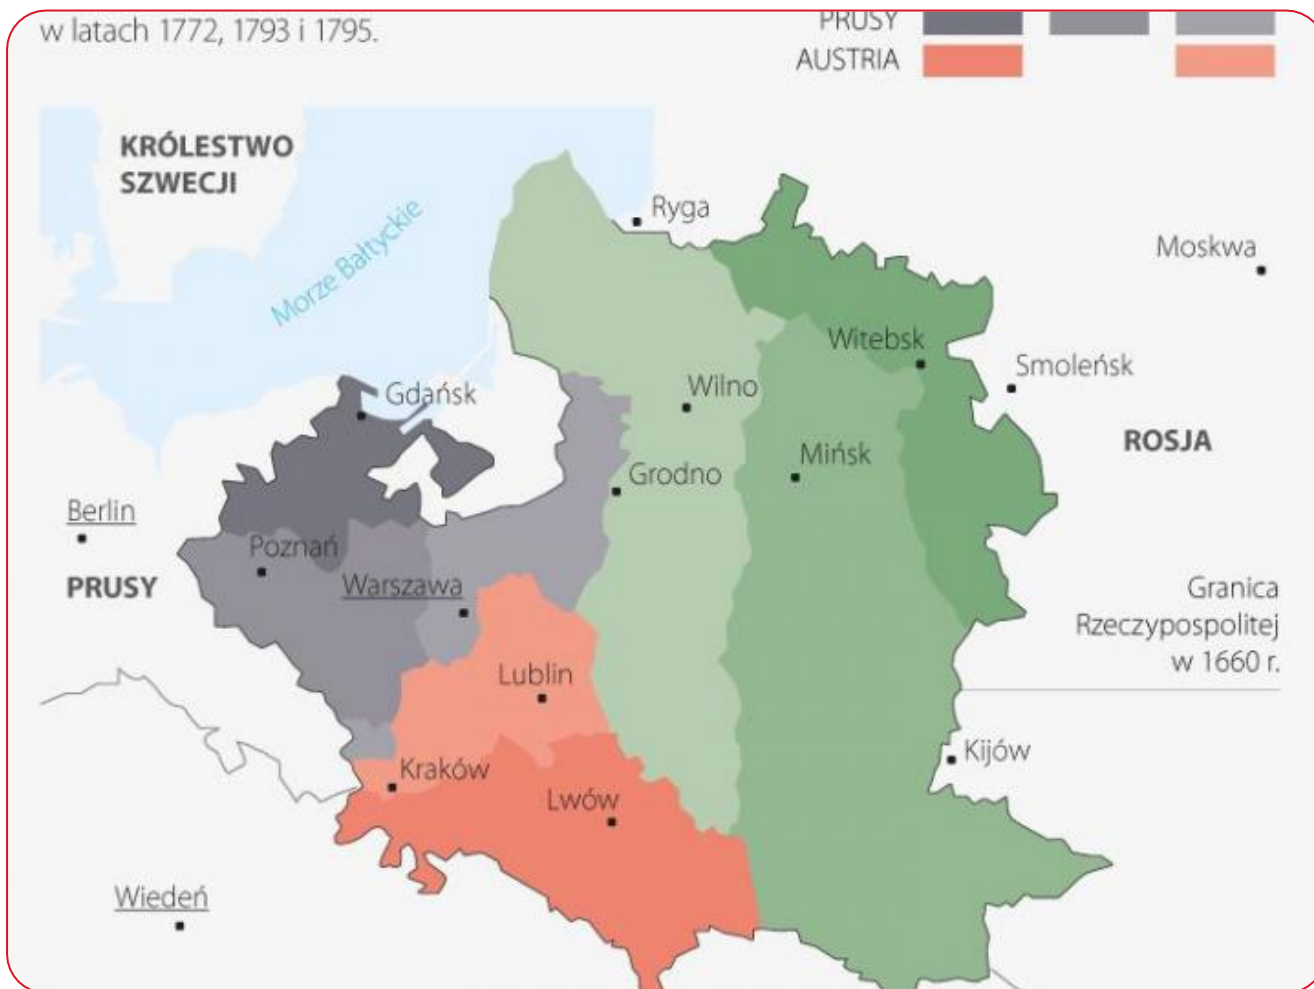 w latach 1772, 1793 i 1795.
PRUSY
AUSTRIA
KRÓLESTWO
SZWECJI
Morze Bałtyckie
Ryga
Moskwa
Witebsk
Smoleńsk
Gdańsk
Wilno
ROSJA
Mińsk
Grodno
Berlin
Poznań
PRUSY
Warszawa
Granica
Rzeczypospolitej
w 1660 r.
Lublin
Kijów
Kraków
Lwów
Wiedeń